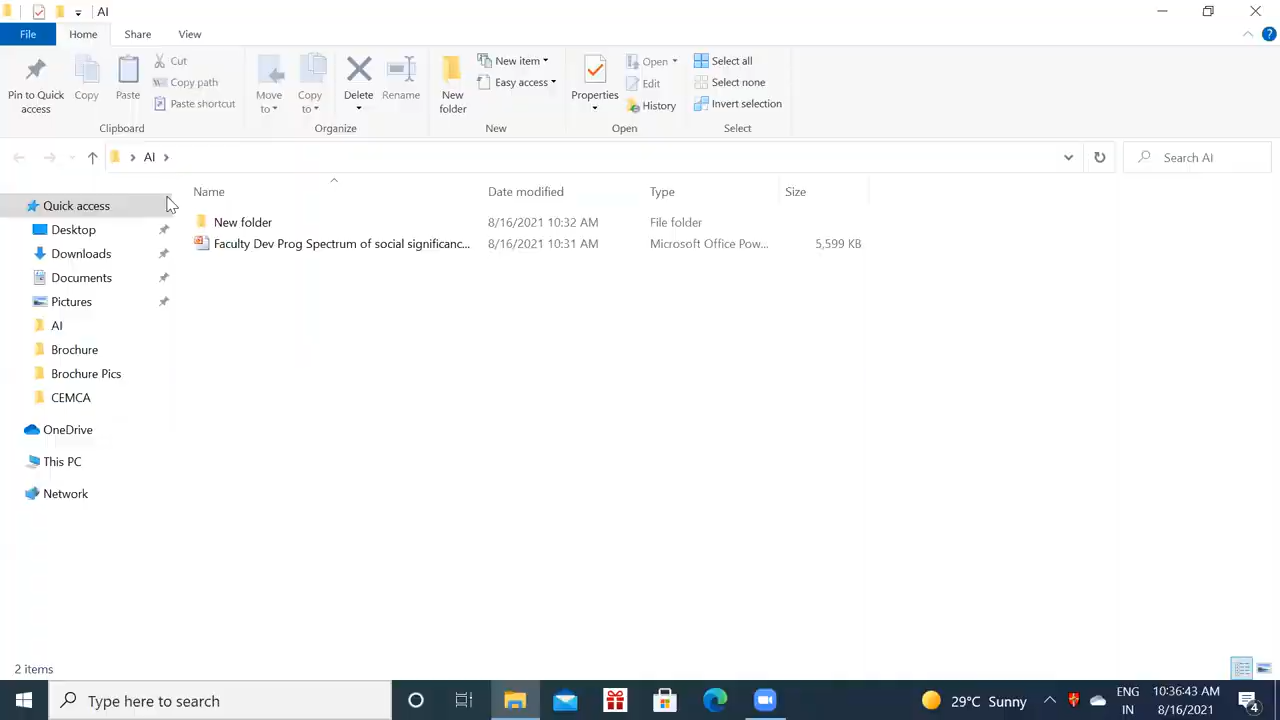 AI
File Home Share View
Pin to Quick access
Copy
Paste
Cut
Copy path
Paste shortcut
Clipboard
Move to
Copy to
Delete
Rename
Organize
New folder
New item
Easy access
New
Properties
Open
Edit
History
Open
Select all
Select none
Invert selection
Select
AI
Search AI
Name Date modified Type Size
New folder 8/16/2021 10:32 AM File folder
Faculty Dev Prog Spectrum of social significanc... 8/16/2021 10:31 AM Microsoft Office Pow... 5,599 KB
Quick access
Desktop
Downloads
Documents
Pictures
AI
Brochure
Brochure Pics
CEMCA
OneDrive
This PC
Network
2 items
Type here to search
29°C Sunny
ENG
IN
10:36:43 AM
8/16/2021
4